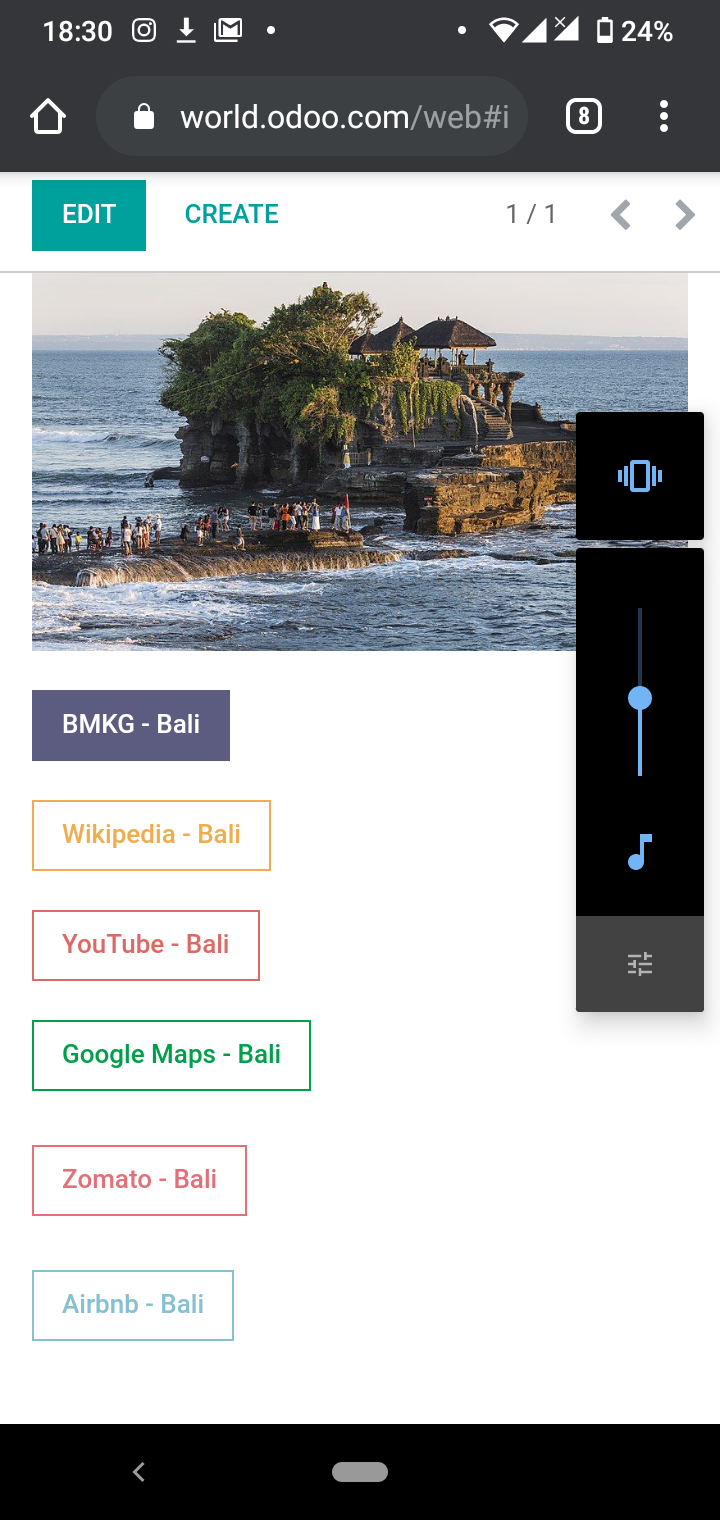 18:30
24%
world.odoo.com/web#i
8
EDIT
CREATE
1 / 1
BMKG - Bali
Wikipedia - Bali
YouTube - Bali
Google Maps - Bali
Zomato - Bali
Airbnb - Bali